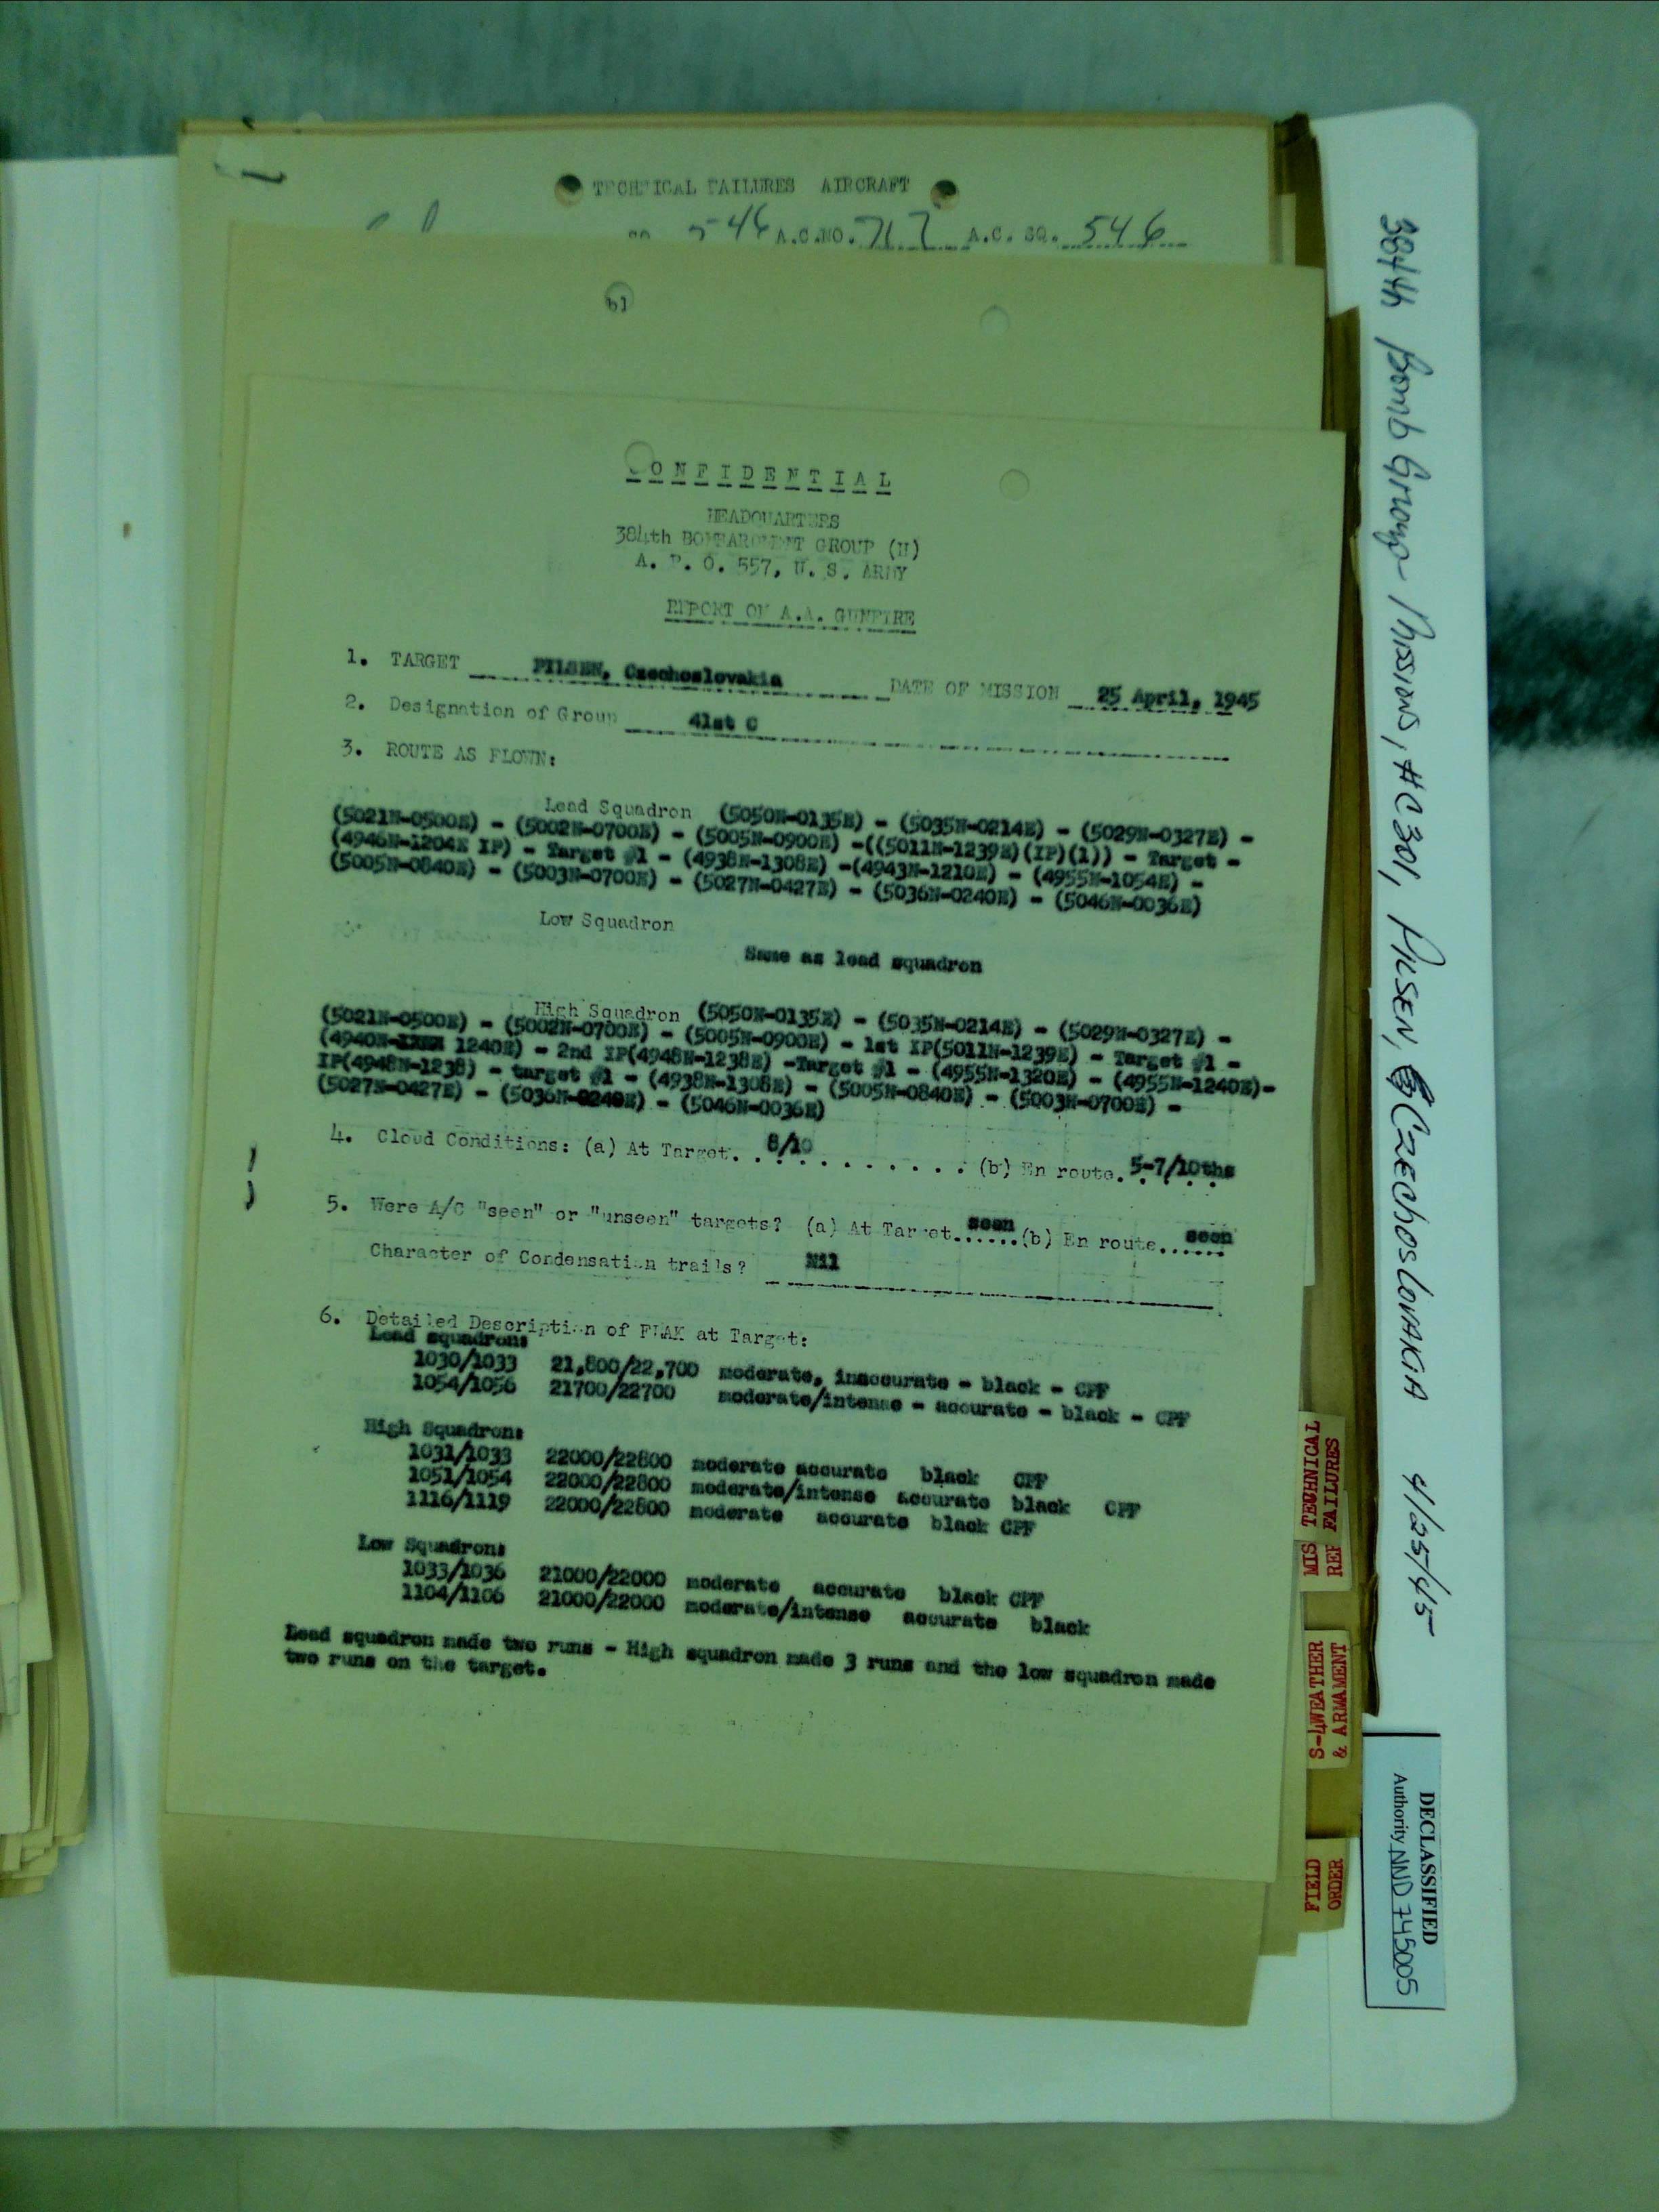 TECHNICAL FAILURES AIRCRAFT
546 A.C.NO. 717 A.C. SQ. 546
CONFIDENTIAL
HEADQUARTERS
384th BOMBARDMENT GROUP (H)
A. P. O. 557, U. S. ARMY
REPORT ON A.A. GUNFIRE
1. TARGET PILSEN, Czechoslovakia DATE OF MISSION 25 April, 1945
2. Designation of Group 41st C
3. ROUTE AS FLOWN:
Lead Squadron (5050N-0135E) - (5035N-0214E) - (5029N-0327E) -
(5021N-0500E) - (5002N-0700E) - (5005N-0900E) -((5011N-1239E)(IP)(1)) - Target -
(4946N-1204E IP) - Target #1 - (4938N-1308E) -(4943N-1210E) - (4955N-1054E) -
(5005N-0840E) - (5003N-0700E) - (5027N-0427E) - (5036N-0240E) - (5046N-0036E)
Low Squadron
Same as lead squadron
High Squadron (5050N-0135E) - (5035N-0214E) - (5029N-0327E) -
(5021N-0500E) - (5002N-0700E) - (5005N-0900E) - 1st IP(5011N-1239E) - Target #1 -
(4940N- 1240E) - 2nd IP(4948N-1238E) -Target #1 - (4955N-1320E) - (4955N-1240E)-
IP(4948N-1238) - target #1 - (4938N-1308E) - (5005N-0840E) - (5003N-0700E) -
(5027N-0427E) - (5036N-0240E) - (5046N-0036E)
4. Cloud Conditions: (a) At Target. . 8/10 . . . . . . . . . . (b) En route. 5-7/10ths
5. Were A/C "seen" or "unseen" targets? (a) At Target seen (b) En route seen
Character of Condensation trails? Nil
6. Detailed Description of FLAK at Target:
Lead squadron:
1030/1033 21,800/22,700 moderate, inaccurate - black - CPF
1054/1056 21700/22700 moderate/intense - accurate - black - CPF
High Squadron:
1031/1033 22000/22800 moderate accurate black CPF
1051/1054 22000/22800 moderate/intense accurate black CPF
1116/1119 22000/22800 moderate accurate black CPF
Low Squadron:
1033/1036 21000/22000 moderate accurate black CPF
1104/1106 21000/22000 moderate/intense accurate black
Lead squadron made two runs - High squadron made 3 runs and the low squadron made
two runs on the target.
384th Bomb Group Missions, #C301, PILSEN, CZECHOSLOVAKIA 4/25/45
TECHNICAL
FAILURES
MIS
REP
S-4WEATHER
& ARMAMENT
FIELD
ORDER
DECLASSIFIED
Authority NND 745005